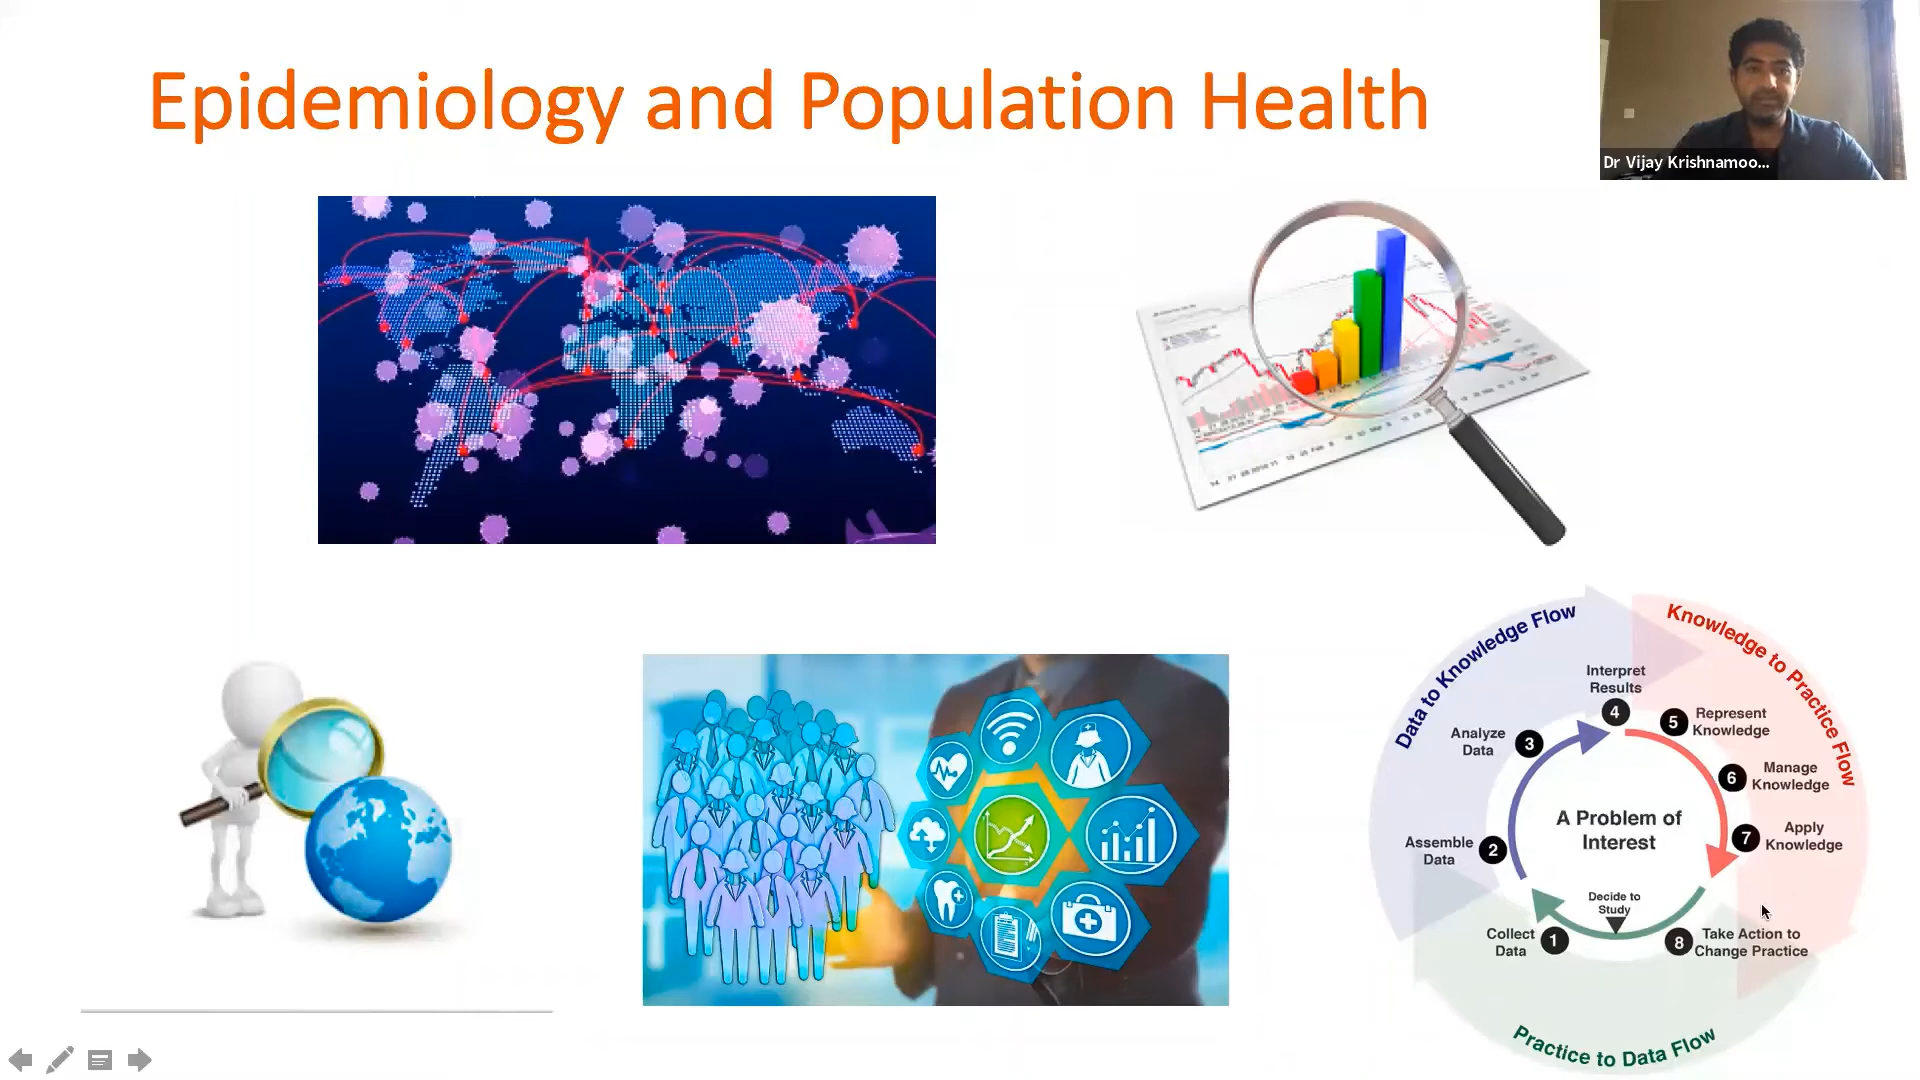 Epidemiology and Population Health
Dr Vijay Krishnamoo...
Data to Knowledge Flow
Knowledge to Practice Flow
Practice to Data Flow
A Problem of
Interest
Decide to
Study
1
Collect
Data
2
Assemble
Data
3
Analyze
Data
4
Interpret
Results
5
Represent
Knowledge
6
Manage
Knowledge
7
Apply
Knowledge
8
Take Action to
Change Practice